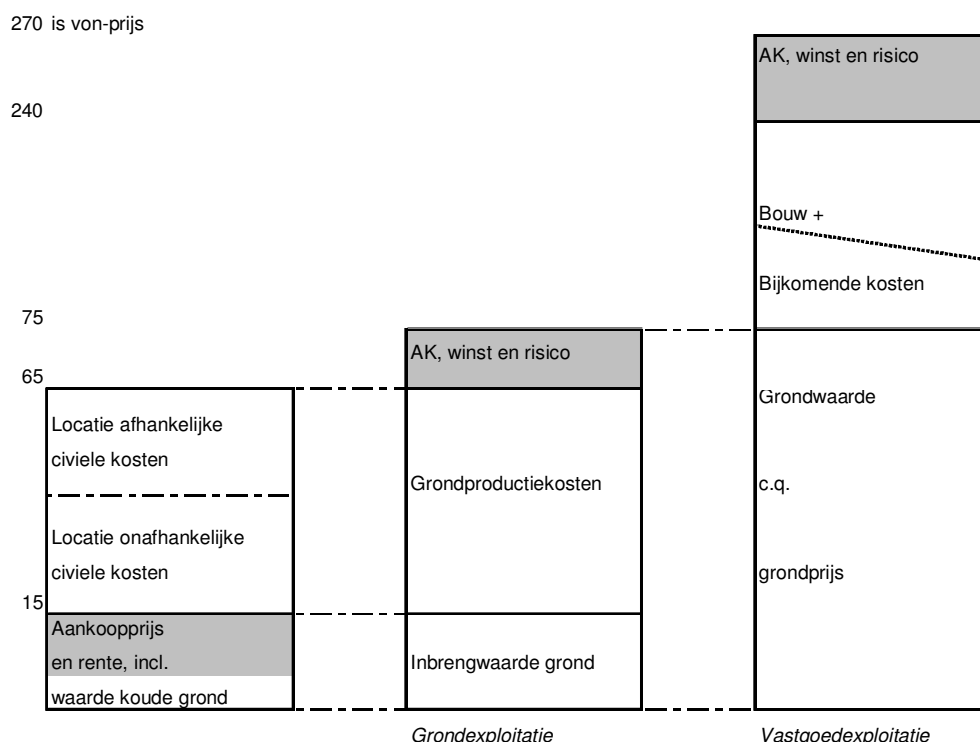 270 is von-prijs
AK, winst en risico
240
Bouw +
Bijkomende kosten
75
AK, winst en risico
65
Grondwaarde
Locatie afhankelijke
civiele kosten
Grondproductiekosten
c.q.
Locatie onafhankelijke
civiele kosten
grondprijs
15
Aankoopprijs
en rente, incl.
waarde koude grond
Inbrengwaarde grond
Grondexploitatie
Vastgoedexploitatie